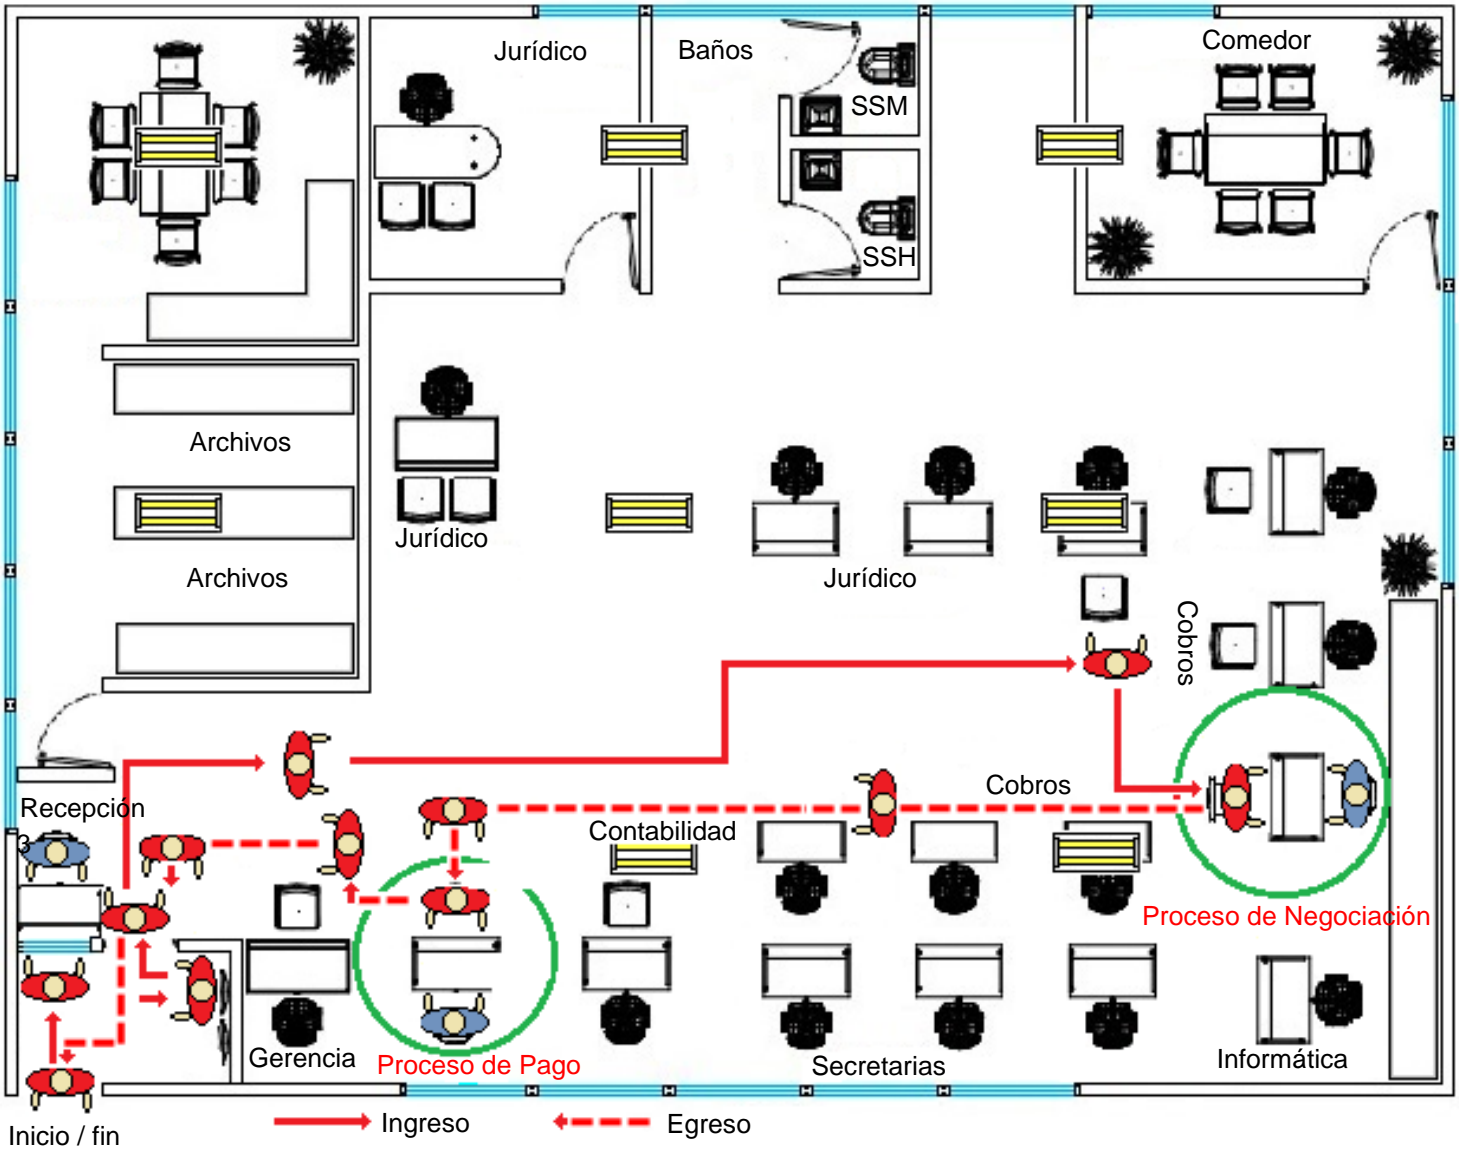 Jurídico
Baños
Comedor
SSM
SSH
Archivos
Jurídico
Archivos
Jurídico
Cobros
Recepción
3
Cobros
Contabilidad
Proceso de Negociación
Gerencia
Proceso de Pago
Secretarias
Informática
Inicio / fin
Ingreso
Egreso